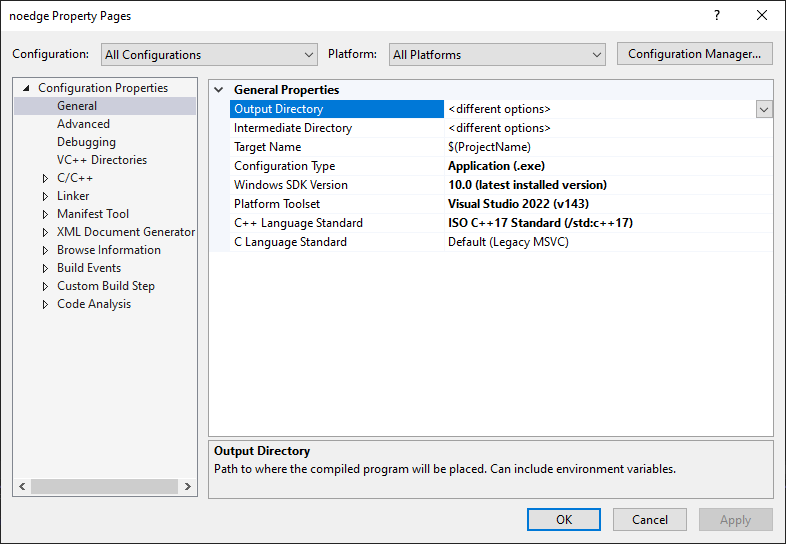 noedge Property Pages
Configuration: All Configurations Platform: All Platforms Configuration Manager...
Configuration Properties
General
Advanced
Debugging
VC++ Directories
C/C++
Linker
Manifest Tool
XML Document Generator
Browse Information
Build Events
Custom Build Step
Code Analysis
General Properties
Output Directory <different options>
Intermediate Directory <different options>
Target Name $(ProjectName)
Configuration Type Application (.exe)
Windows SDK Version 10.0 (latest installed version)
Platform Toolset Visual Studio 2022 (v143)
C++ Language Standard ISO C++17 Standard (/std:c++17)
C Language Standard Default (Legacy MSVC)
Output Directory
Path to where the compiled program will be placed. Can include environment variables.
OK Cancel Apply